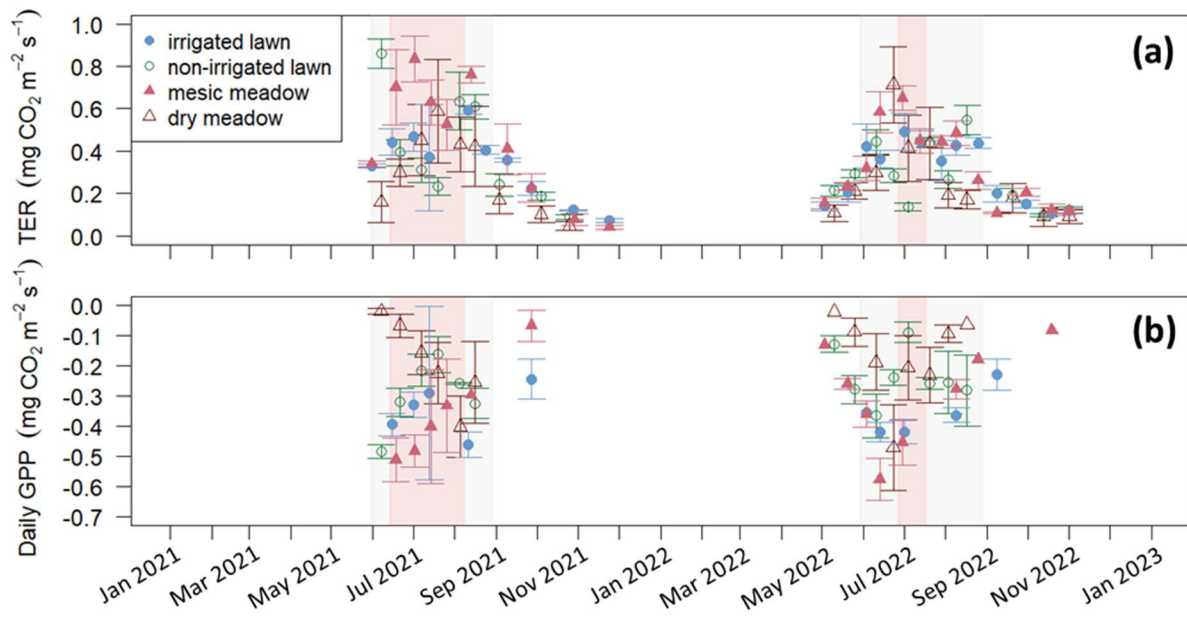 TER (mg CO₂ m⁻² s⁻¹)
1.0
0.8
0.6
0.4
0.2
0.0
irrigated lawn
non-irrigated lawn
mesic meadow
dry meadow
(a)
Daily GPP (mg CO₂ m⁻² s⁻¹)
0.0
-0.1
-0.2
-0.3
-0.4
-0.5
-0.6
-0.7
(b)
Jan 2021
Mar 2021
May 2021
Jul 2021
Sep 2021
Nov 2021
Jan 2022
Mar 2022
May 2022
Jul 2022
Sep 2022
Nov 2022
Jan 2023